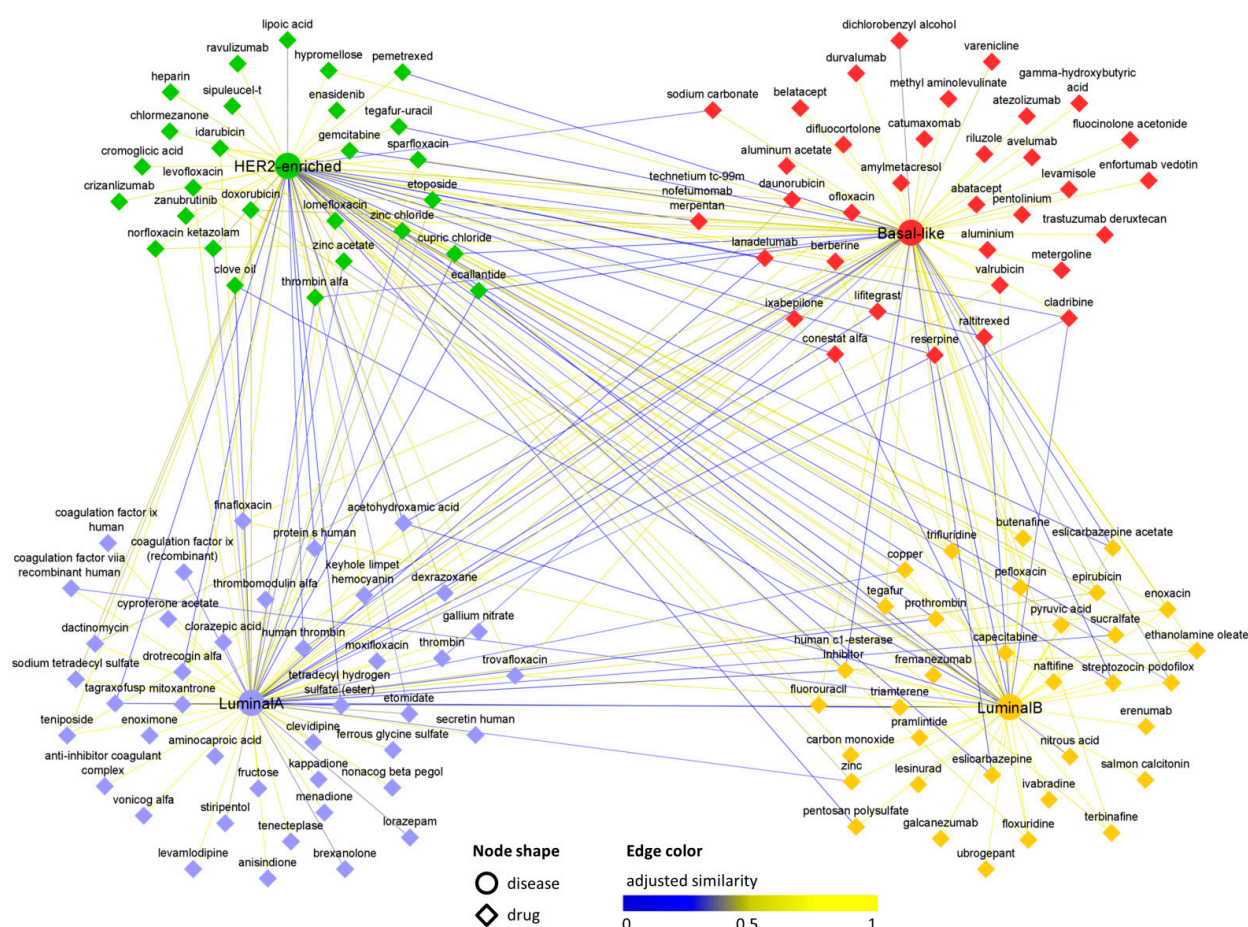 lipoic acid
ravulizumab
hypromellose
pemetrexed
heparin
sipuleucel-t
enasidenib
tegafur-uracil
chlormezanone
idarubicin
gemcitabine
sparfloxacin
cromoglicic acid
HER2-enriched
levofloxacin
crizanlizumab
doxorubicin
etoposide
zanubrutinib
lomefloxacin
zinc chloride
norfloxacin
ketazolam
zinc acetate
cupric chloride
clove oil
thrombin alfa
ecallantide
dichlorobenzyl alcohol
durvalumab
varenicline
methyl aminolevulinate
gamma-hydroxybutyric
acid
sodium carbonate
belatacept
atezolizumab
catumaxomab
difluocortolone
riluzole
avelumab
fluocinolone acetonide
aluminum acetate
amylmetacresol
enfortumab vedotin
technetium tc-99m
nofetumomab
merpentan
daunorubicin
ofloxacin
abatacept
levamisole
pentolinium
trastuzumab deruxtecan
Basal-like
aluminium
lanadelumab
berberine
metergoline
valrubicin
ixabepilone
lifitegrast
cladribine
raltitrexed
conestat alfa
reserpine
coagulation factor ix
human
finafloxacin
acetohydroxamic acid
protein s human
coagulation factor ix
(recombinant)
coagulation factor viia
recombinant human
keyhole limpet
hemocyanin
thrombomodulin alfa
dexrazoxane
cyproterone acetate
gallium nitrate
dactinomycin
clorazepic acid
human thrombin
moxifloxacin
thrombin
drotrecogin alfa
trovafloxacin
sodium tetradecyl sulfate
tetradecyl hydrogen
sulfate (ester)
tagraxofusp
mitoxantrone
LuminalA
etomidate
teniposide
enoximone
clevidipine
secretin human
ferrous glycine sulfate
aminocaproic acid
anti-inhibitor coagulant
complex
kappadione
fructose
nonacog beta pegol
vonicog alfa
stiripentol
menadione
tenecteplase
lorazepam
levamlodipine
anisindione
brexanolone
butenafine
trifluridine
eslicarbazepine acetate
copper
pefloxacin
epirubicin
tegafur
enoxacin
prothrombin
pyruvic acid
sucralfate
human c1-esterase
inhibitor
capecitabine
ethanolamine oleate
fremanezumab
naftifine
streptozocin
podofilox
fluorouracil
triamterene
LuminalB
erenumab
pramlintide
carbon monoxide
nitrous acid
zinc
lesinurad
eslicarbazepine
salmon calcitonin
ivabradine
pentosan polysulfate
galcanezumab
floxuridine
terbinafine
ubrogepant
Node shape
disease
drug
Edge color
adjusted similarity
0 0.5 1